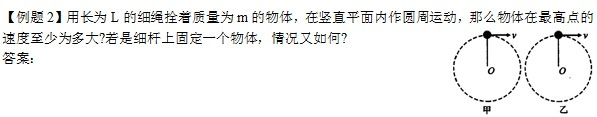 【例题2】用长为L的细绳拴着质量为m的物体，在竖直平面内作圆周运动，那么物体在最高点的
速度至少为多大?若是细杆上固定一个物体，情况又如何?
答案：
v v
O O
甲 乙